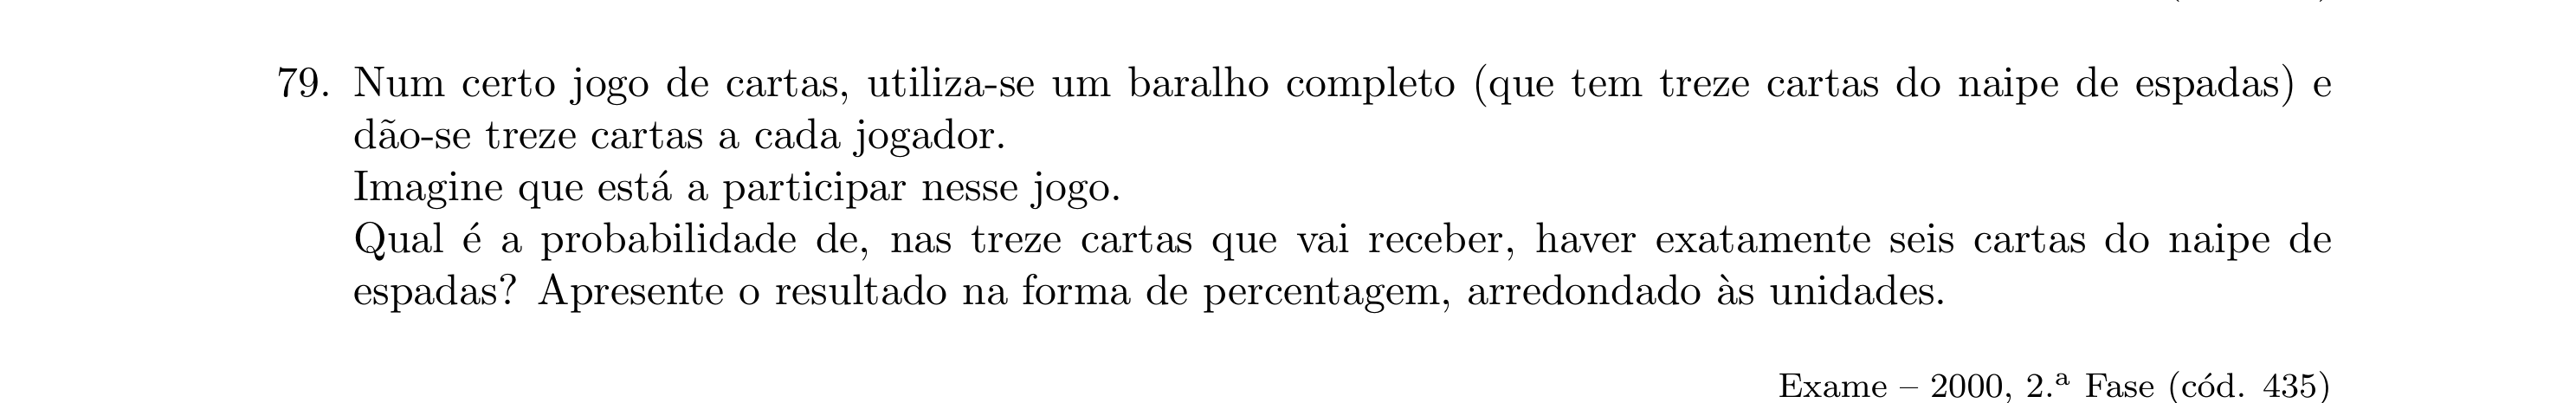 79. Num certo jogo de cartas, utiliza-se um baralho completo (que tem treze cartas do naipe de espadas) e
dão-se treze cartas a cada jogador.
Imagine que está a participar nesse jogo.
Qual é a probabilidade de, nas treze cartas que vai receber, haver exatamente seis cartas do naipe de
espadas? Apresente o resultado na forma de percentagem, arredondado às unidades.
Exame – 2000, 2.ª Fase (cód. 435)